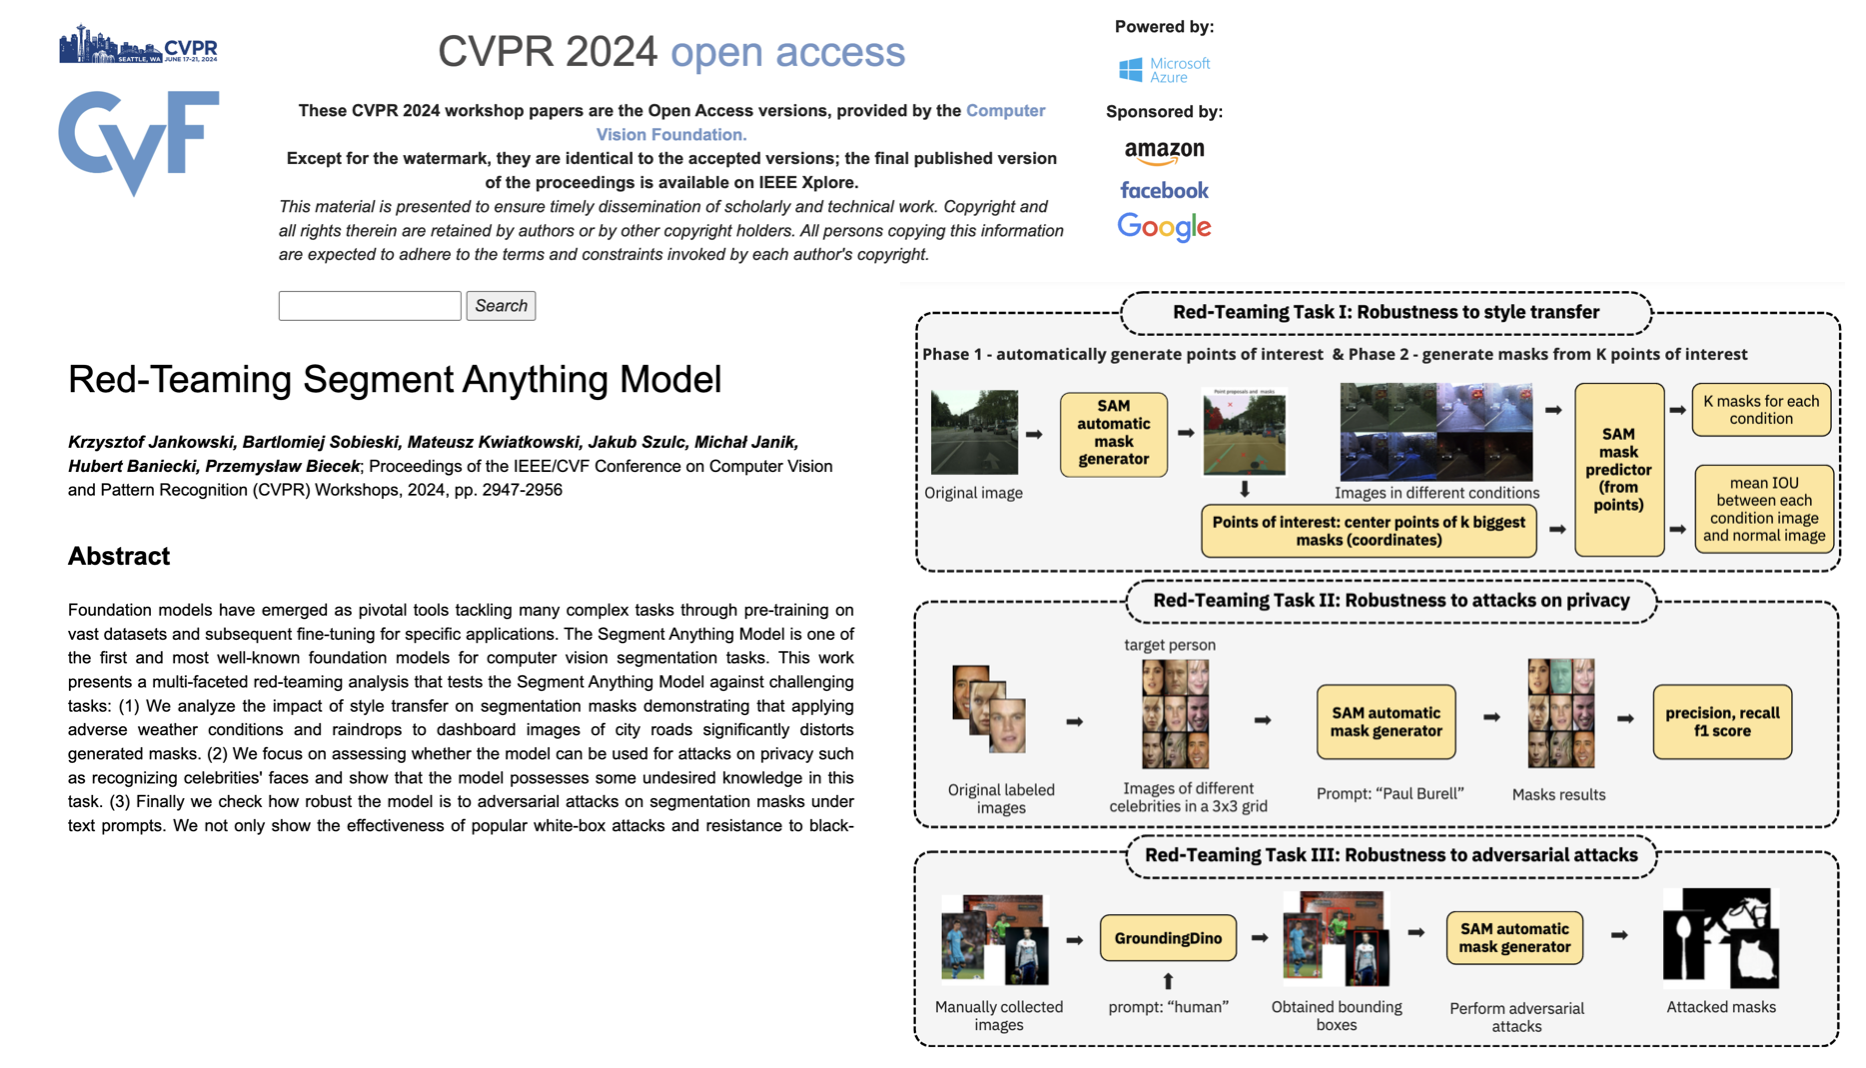 CVPR
SEATTLE, WA JUNE 17-21, 2024
CVF
CVPR 2024 open access
These CVPR 2024 workshop papers are the Open Access versions, provided by the Computer
Vision Foundation.
Except for the watermark, they are identical to the accepted versions; the final published version
of the proceedings is available on IEEE Xplore.
This material is presented to ensure timely dissemination of scholarly and technical work. Copyright and
all rights therein are retained by authors or by other copyright holders. All persons copying this information
are expected to adhere to the terms and constraints invoked by each author's copyright.
Search
Powered by:
Microsoft
Azure
Sponsored by:
amazon
facebook
Google
Red-Teaming Segment Anything Model
Krzysztof Jankowski, Bartlomiej Sobieski, Mateusz Kwiatkowski, Jakub Szulc, Michał Janik,
Hubert Baniecki, Przemysław Biecek; Proceedings of the IEEE/CVF Conference on Computer Vision
and Pattern Recognition (CVPR) Workshops, 2024, pp. 2947-2956
Abstract
Foundation models have emerged as pivotal tools tackling many complex tasks through pre-training on
vast datasets and subsequent fine-tuning for specific applications. The Segment Anything Model is one of
the first and most well-known foundation models for computer vision segmentation tasks. This work
presents a multi-faceted red-teaming analysis that tests the Segment Anything Model against challenging
tasks: (1) We analyze the impact of style transfer on segmentation masks demonstrating that applying
adverse weather conditions and raindrops to dashboard images of city roads significantly distorts
generated masks. (2) We focus on assessing whether the model can be used for attacks on privacy such
as recognizing celebrities' faces and show that the model possesses some undesired knowledge in this
task. (3) Finally we check how robust the model is to adversarial attacks on segmentation masks under
text prompts. We not only show the effectiveness of popular white-box attacks and resistance to black-
Red-Teaming Task I: Robustness to style transfer
Phase 1 - automatically generate points of interest & Phase 2 - generate masks from K points of interest
Original image
SAM
automatic
mask
generator
Point proposals and masks
Points of interest: center points of k biggest
masks (coordinates)
Images in different conditions
SAM
mask
predictor
(from
points)
K masks for each
condition
mean IOU
between each
condition image
and normal image
Red-Teaming Task II: Robustness to attacks on privacy
Original labeled
images
target person
Images of different
celebrities in a 3x3 grid
SAM automatic
mask generator
Prompt: “Paul Burell”
Masks results
precision, recall
f1 score
Red-Teaming Task III: Robustness to adversarial attacks
Manually collected
images
GroundingDino
prompt: “human”
Obtained bounding
boxes
SAM automatic
mask generator
Perform adversarial
attacks
Attacked masks